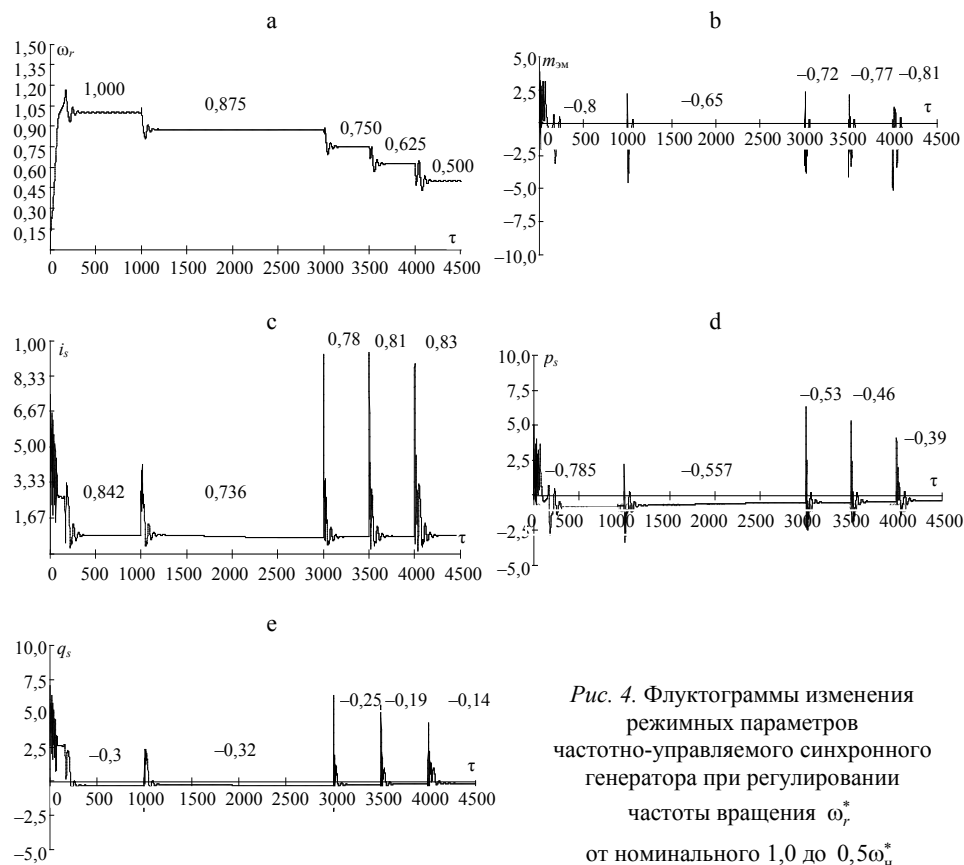 a
ω_r
1,50
1,35
1,20
1,05
0,90
0,75
0,60
0,45
0,30
0,15
1,000
0,875
0,750
0,625
0,500
τ
0 500 1000 1500 2000 2500 3000 3500 4000 4500
b
m_эм
5,0
2,5
0
−2,5
−5,0
−7,5
−10,0
−0,8
−0,65
−0,72 −0,77 −0,81
τ
500 1000 1500 2000 2500 3000 3500 4000 4500
c
i_s
1,00
8,33
6,67
5,00
3,33
1,67
0,842
0,736
0,78 0,81 0,83
τ
0 500 1000 1500 2000 2500 3000 3500 4000 4500
d
p_s
10,0
7,5
5,0
2,5
0
−2,5
−5,0
−0,785
−0,557
−0,53 −0,46
−0,39
τ
500 1000 1500 2000 2500 3000 3500 4000 4500
e
q_s
10,0
7,5
5,0
2,5
−2,5
−5,0
−0,3
−0,32
−0,25 −0,19 −0,14
τ
0 500 1000 1500 2000 2500 3000 3500 4000 4500
Рис. 4. Флуктограммы изменения
режимных параметров
частотно-управляемого синхронного
генератора при регулировании
частоты вращения ω_r^*
от номинального 1,0 до 0,5ω_н^*